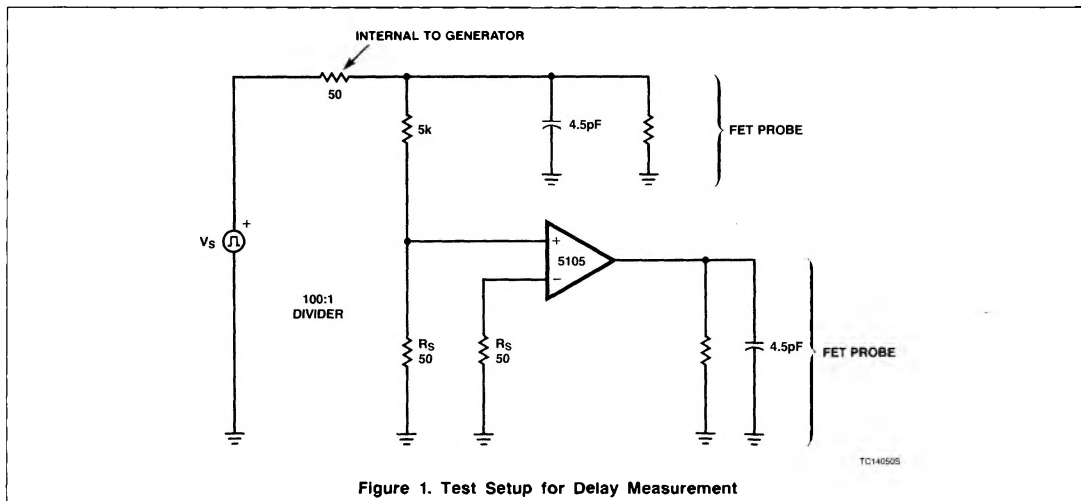 INTERNAL TO GENERATOR
50
5k
4.5pF
FET PROBE
VS
+
+
5105
−
100:1
DIVIDER
RS
50
RS
50
4.5pF
FET PROBE
TC14050S
Figure 1. Test Setup for Delay Measurement